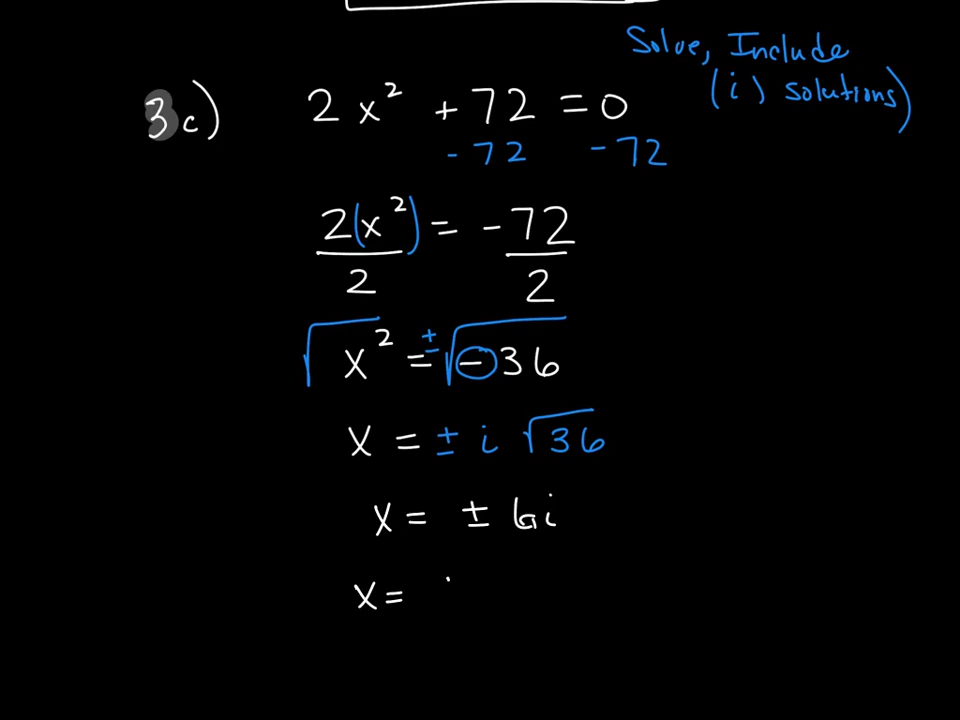 Solve, Include
(i) solutions)
3c) 2x² + 72 = 0
-72 -72
2(x²) = -72
2 2
√x² = ±√-36
x = ± i √36
x = ± 6i
x =